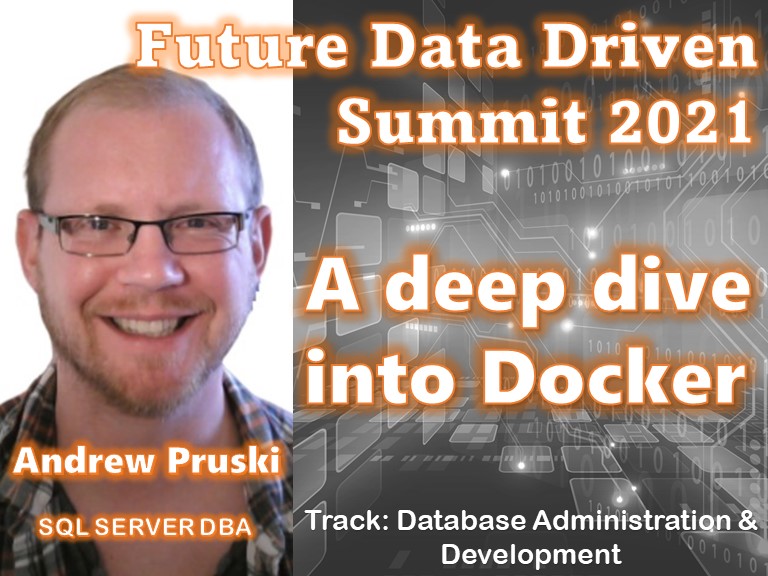 Future Data Driven
Summit 2021
A deep dive
into Docker
Andrew Pruski
SQL SERVER DBA
Track: Database Administration &
Development